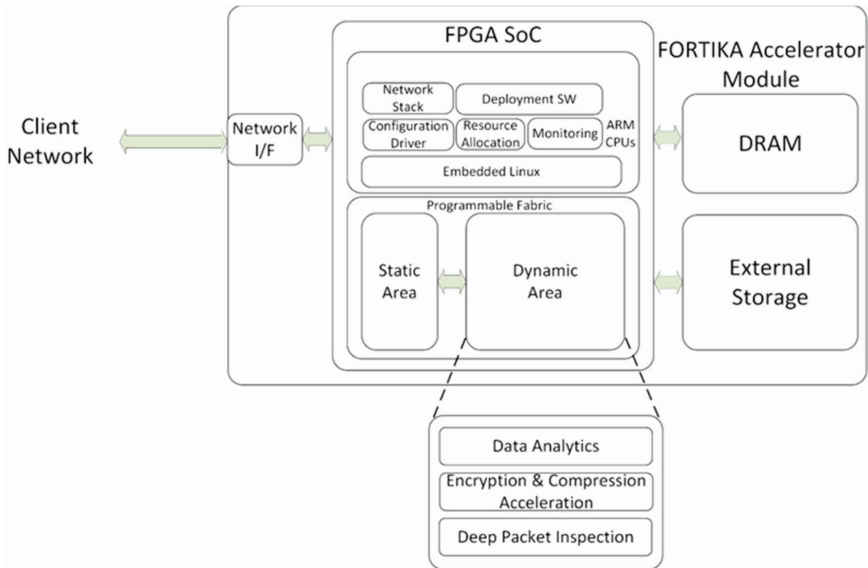 FPGA SoC
FORTIKA Accelerator
Module
Client
Network
Network
I/F
Network
Stack
Deployment SW
Configuration
Driver
Resource
Allocation
Monitoring
ARM
CPUs
Embedded Linux
DRAM
Programmable Fabric
Static
Area
Dynamic
Area
External
Storage
Data Analytics
Encryption & Compression
Acceleration
Deep Packet Inspection